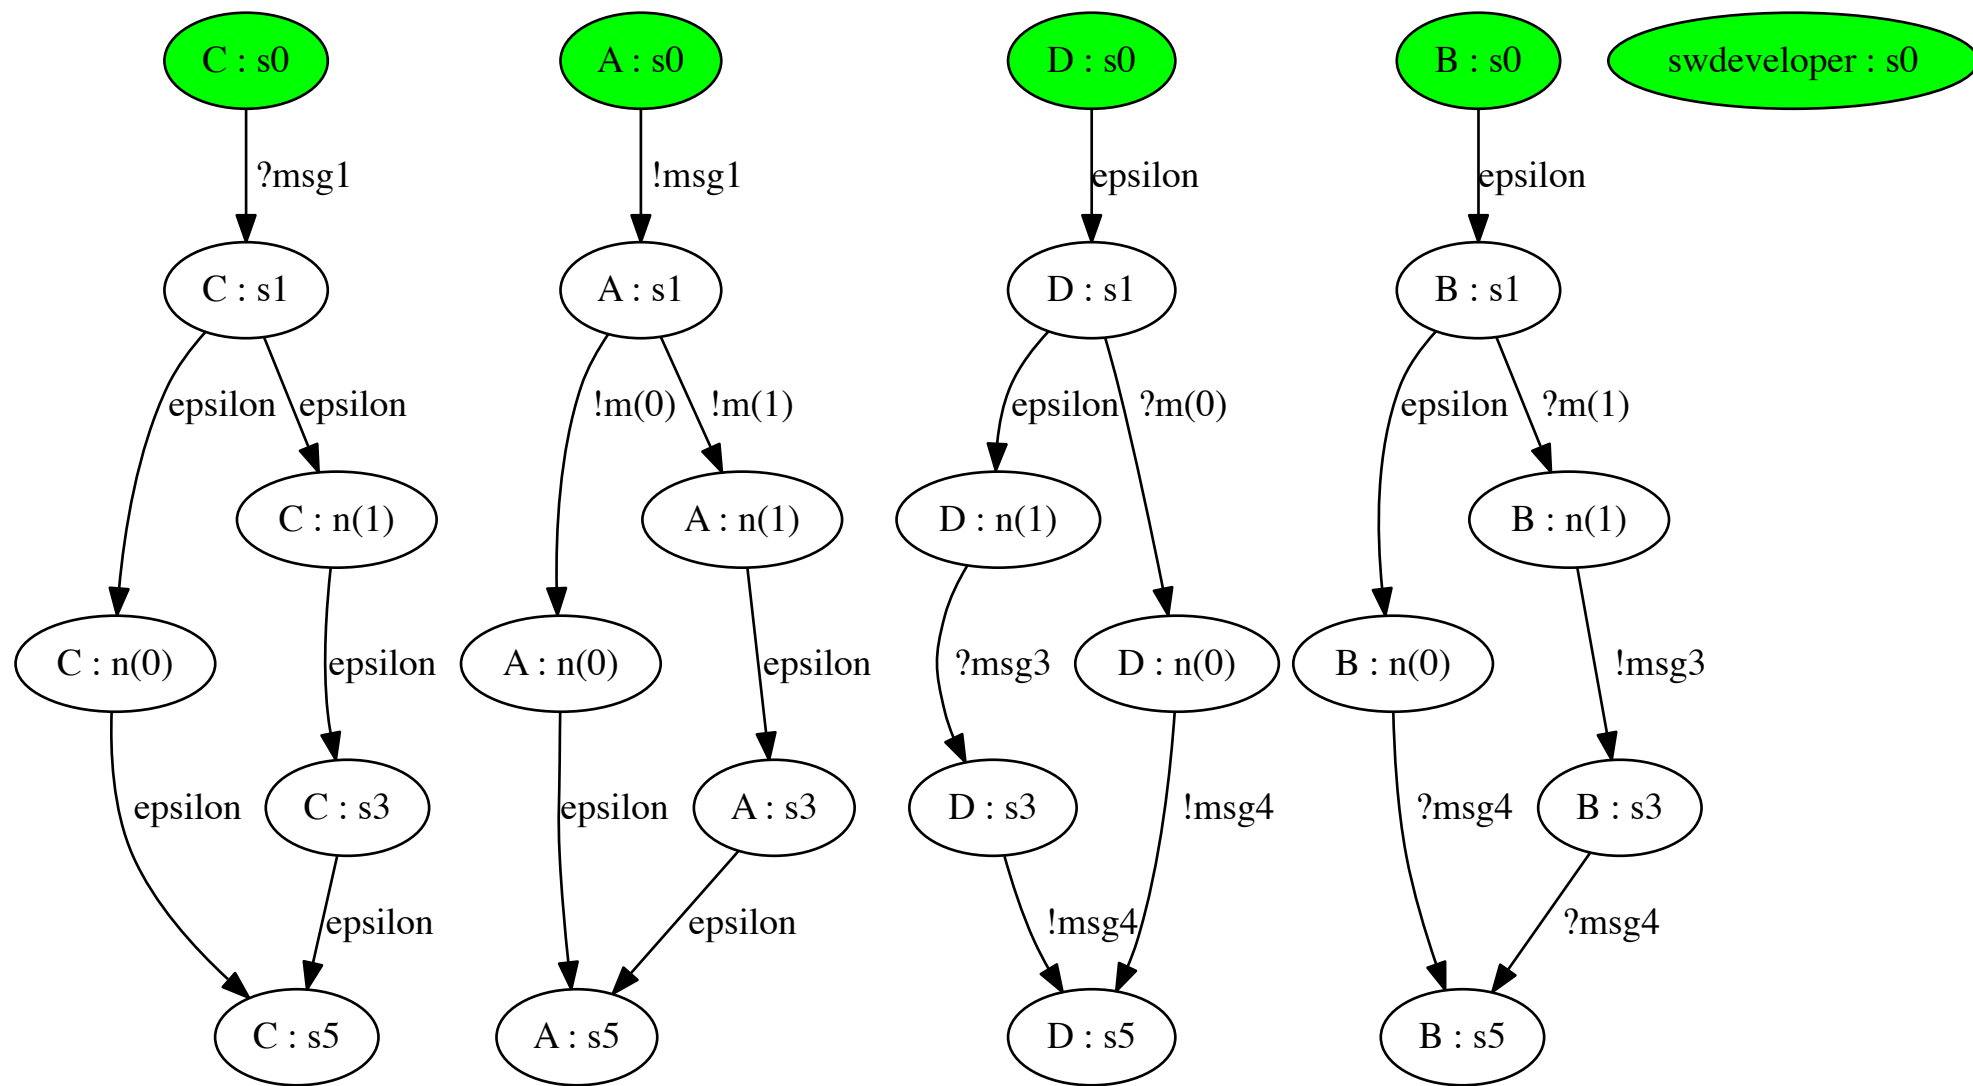 C : s0 A : s0 D : s0 B : s0 swdeveloper : s0
?msg1 !msg1 epsilon epsilon
C : s1 A : s1 D : s1 B : s1
epsilon epsilon !m(0) !m(1) epsilon ?m(0) epsilon ?m(1)
C : n(1) A : n(1) D : n(1) B : n(1)
C : n(0) epsilon A : n(0) epsilon ?msg3 D : n(0) B : n(0) !msg3
epsilon C : s3 epsilon A : s3 D : s3 !msg4 ?msg4 B : s3
epsilon epsilon !msg4 ?msg4
C : s5 A : s5 D : s5 B : s5